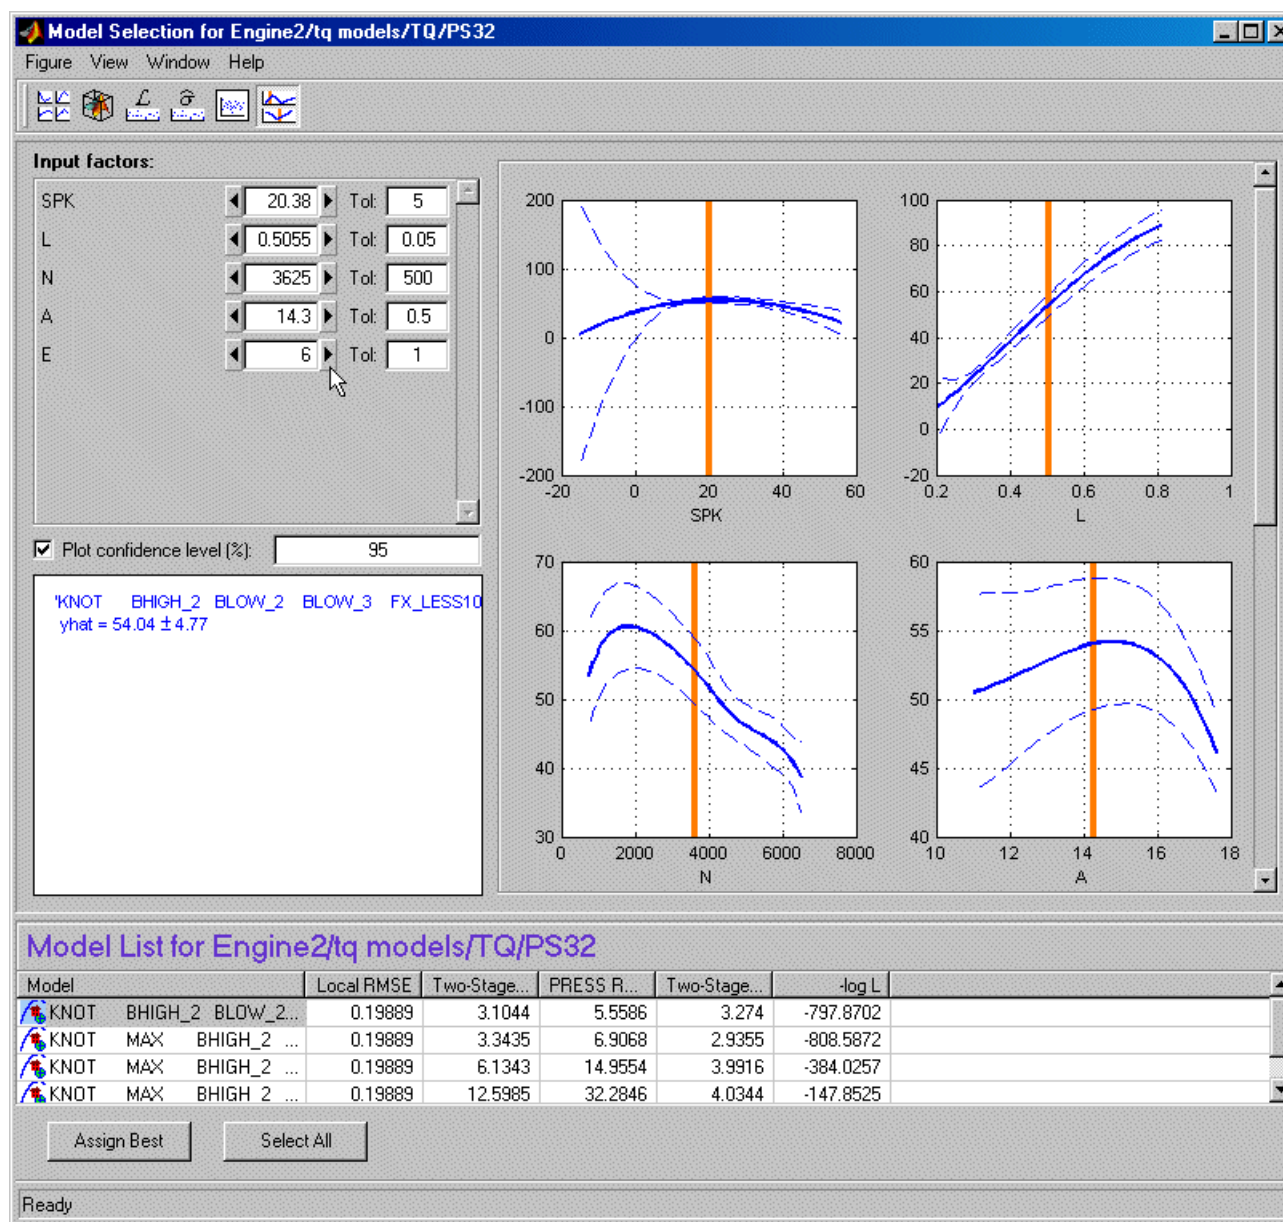 Model Selection for Engine2/tq models/TQ/PS32
Figure View Window Help
Input factors:
SPK 20.38 Tol: 5
L 0.5055 Tol: 0.05
N 3625 Tol: 500
A 14.3 Tol: 0.5
E 6 Tol: 1
Plot confidence level (%): 95
'KNOT BHIGH_2 BLOW_2 BLOW_3 FX_LESS10
yhat = 54.04 ± 4.77
200
100
0
-100
-200
-20 0 20 40 60
SPK
100
80
60
40
20
0
-20
0.2 0.4 0.6 0.8 1
L
70
60
50
40
30
0 2000 4000 6000 8000
N
60
55
50
45
40
10 12 14 16 18
A
Model List for Engine2/tq models/TQ/PS32
Model Local RMSE Two-Stage... PRESS R... Two-Stage... -log L
KNOT BHIGH_2 BLOW_2... 0.19889 3.1044 5.5586 3.274 -797.8702
KNOT MAX BHIGH_2 ... 0.19889 3.3435 6.9068 2.9355 -808.5872
KNOT MAX BHIGH_2 ... 0.19889 6.1343 14.9554 3.9916 -384.0257
KNOT MAX BHIGH 2 ... 0.19889 12.5985 32.2846 4.0344 -147.8525
Assign Best Select All
Ready